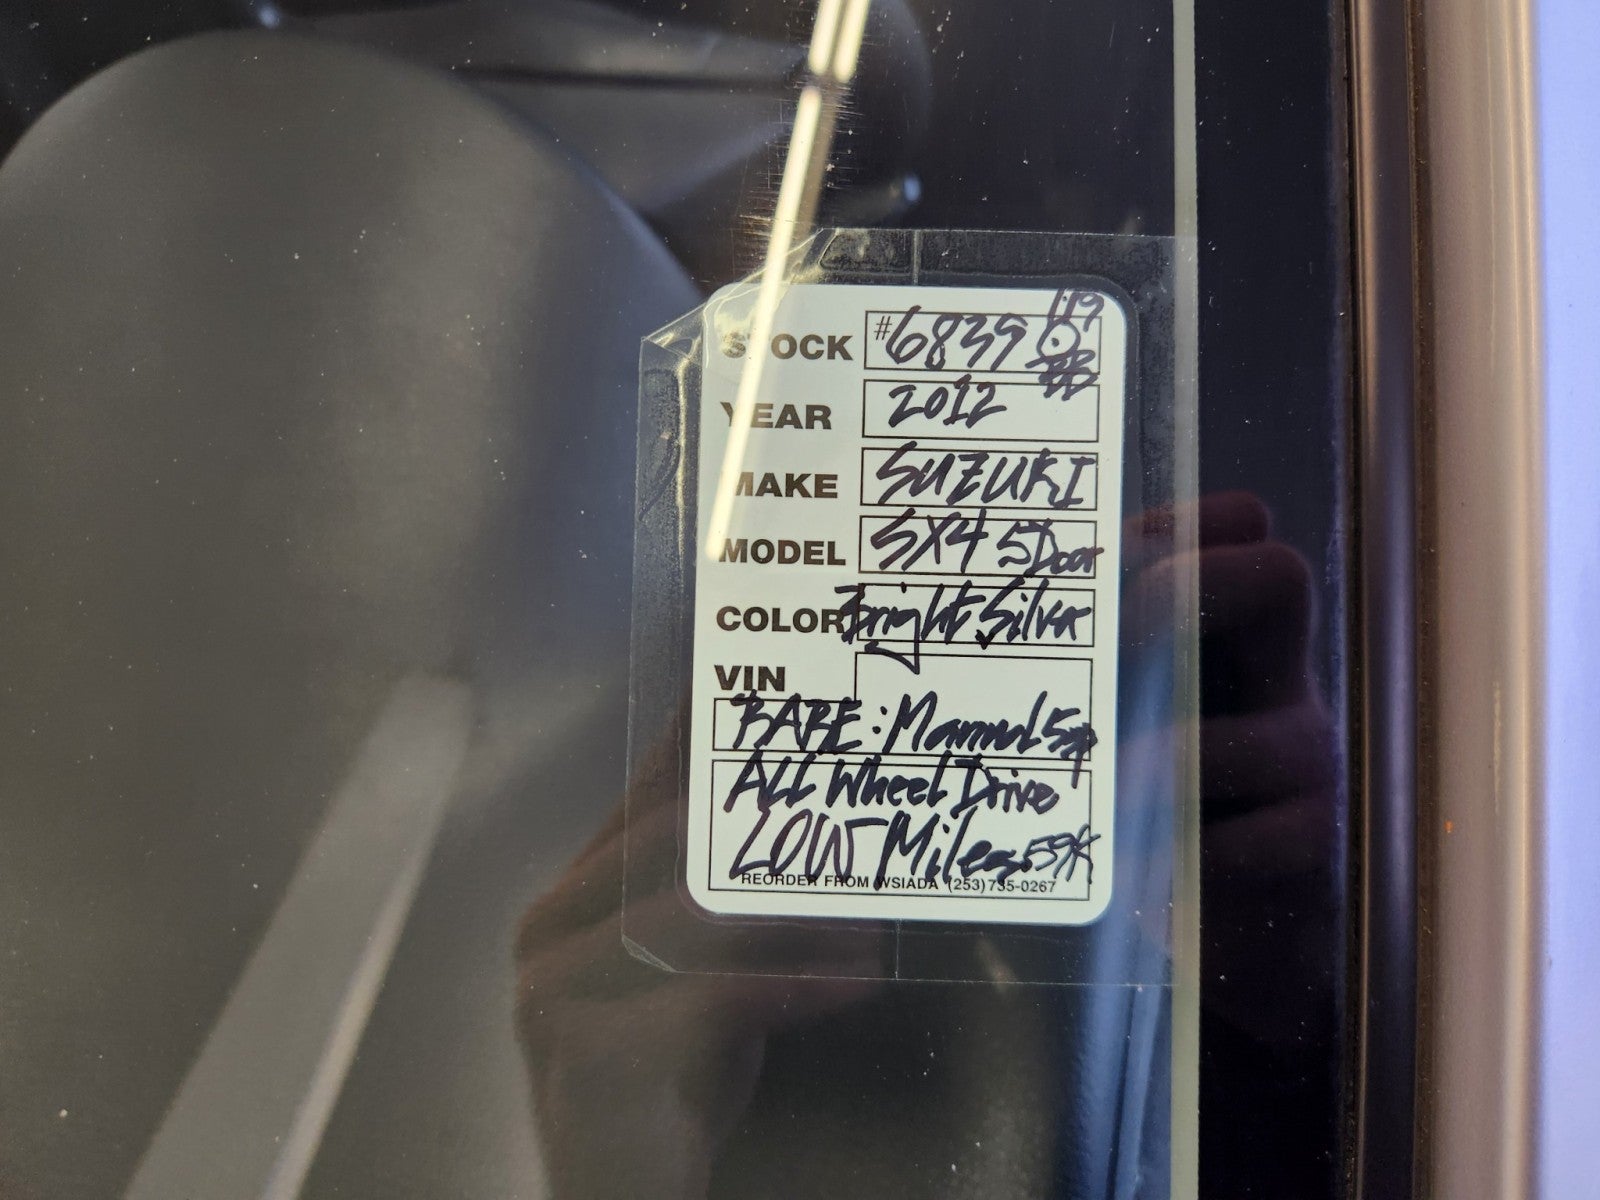 STOCK #6839
YEAR 2012
MAKE SUZUKI
MODEL SX4 5Door
COLOR Bright Silver
VIN
RARE: Manual 5sp
ALL Wheel Drive
LOW Miles 59K
REORDER FROM WSIADA (253)735-0267